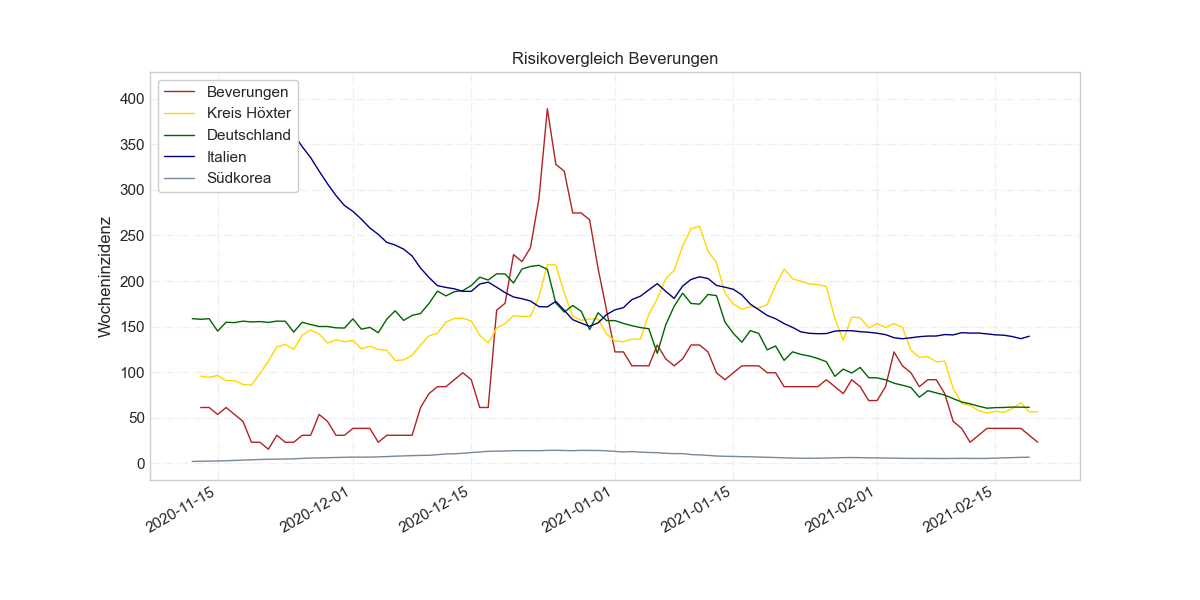 Risikovergleich Beverungen
Wocheninzidenz
400
350
300
250
200
150
100
50
0
Beverungen
Kreis Höxter
Deutschland
Italien
Südkorea
2020-11-15
2020-12-01
2020-12-15
2021-01-01
2021-01-15
2021-02-01
2021-02-15